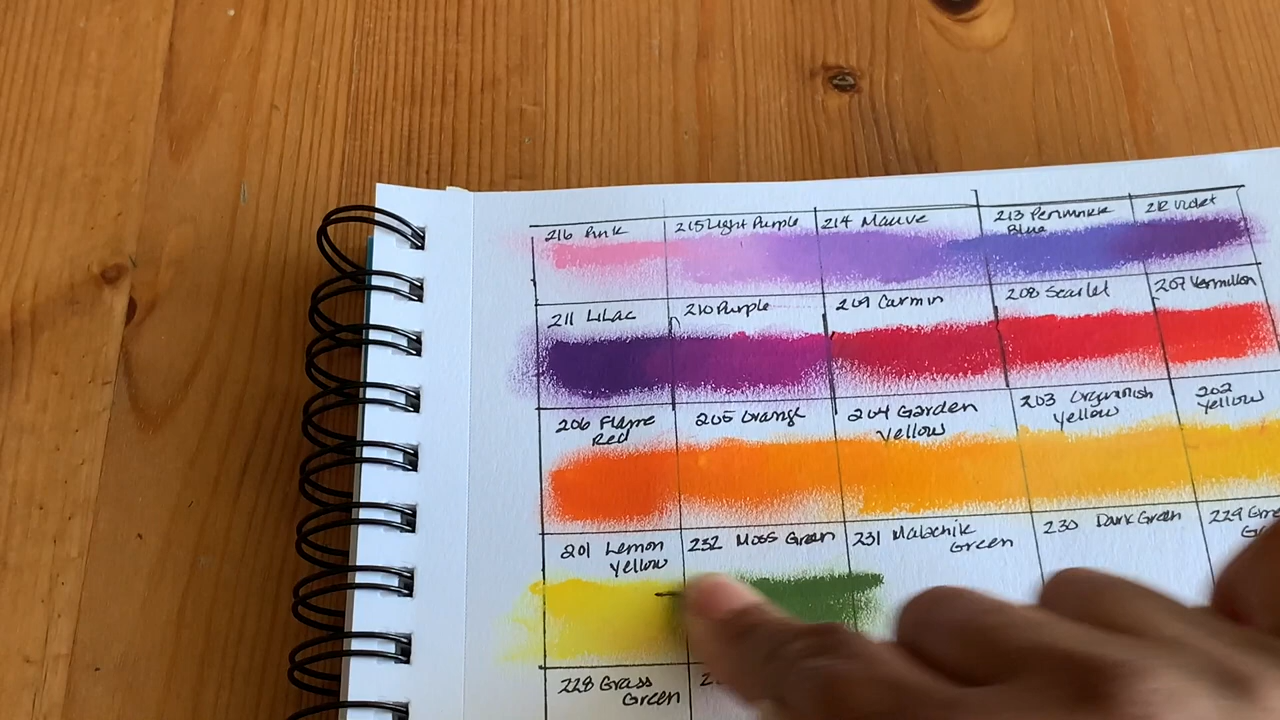 216 Pink
215 Light Purple
214 Mauve
213 Periwinkle
Blue
212 Violet
211 Lilac
210 Purple
209 Carmin
208 Scarlet
207 Vermillon
206 Flame
Red
205 Orange
204 Garden
Yellow
203
Yellow
202
Yellow
201 Lemon
Yellow
232 Moss Green
231
Green
230 Dark Green
229
228 Grass
Green